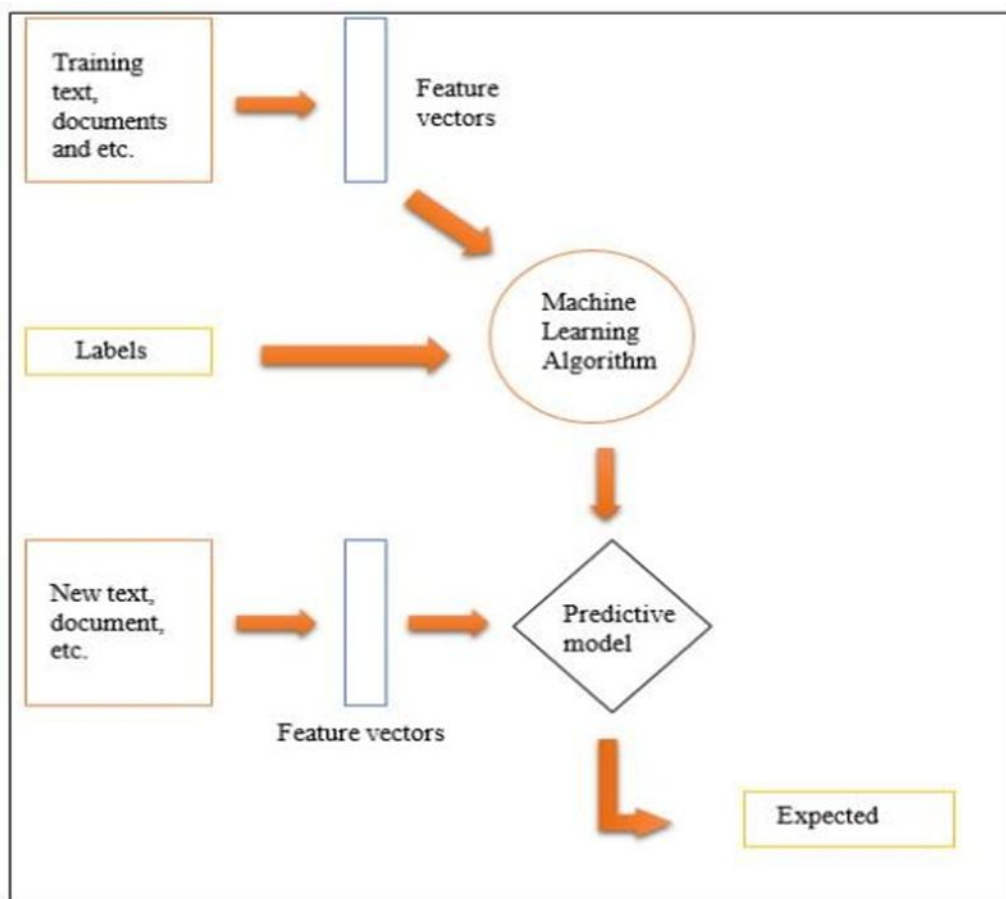 Training
text,
documents
and etc.
Feature
vectors
Machine
Learning
Algorithm
Labels
New text,
document,
etc.
Predictive
model
Feature vectors
Expected